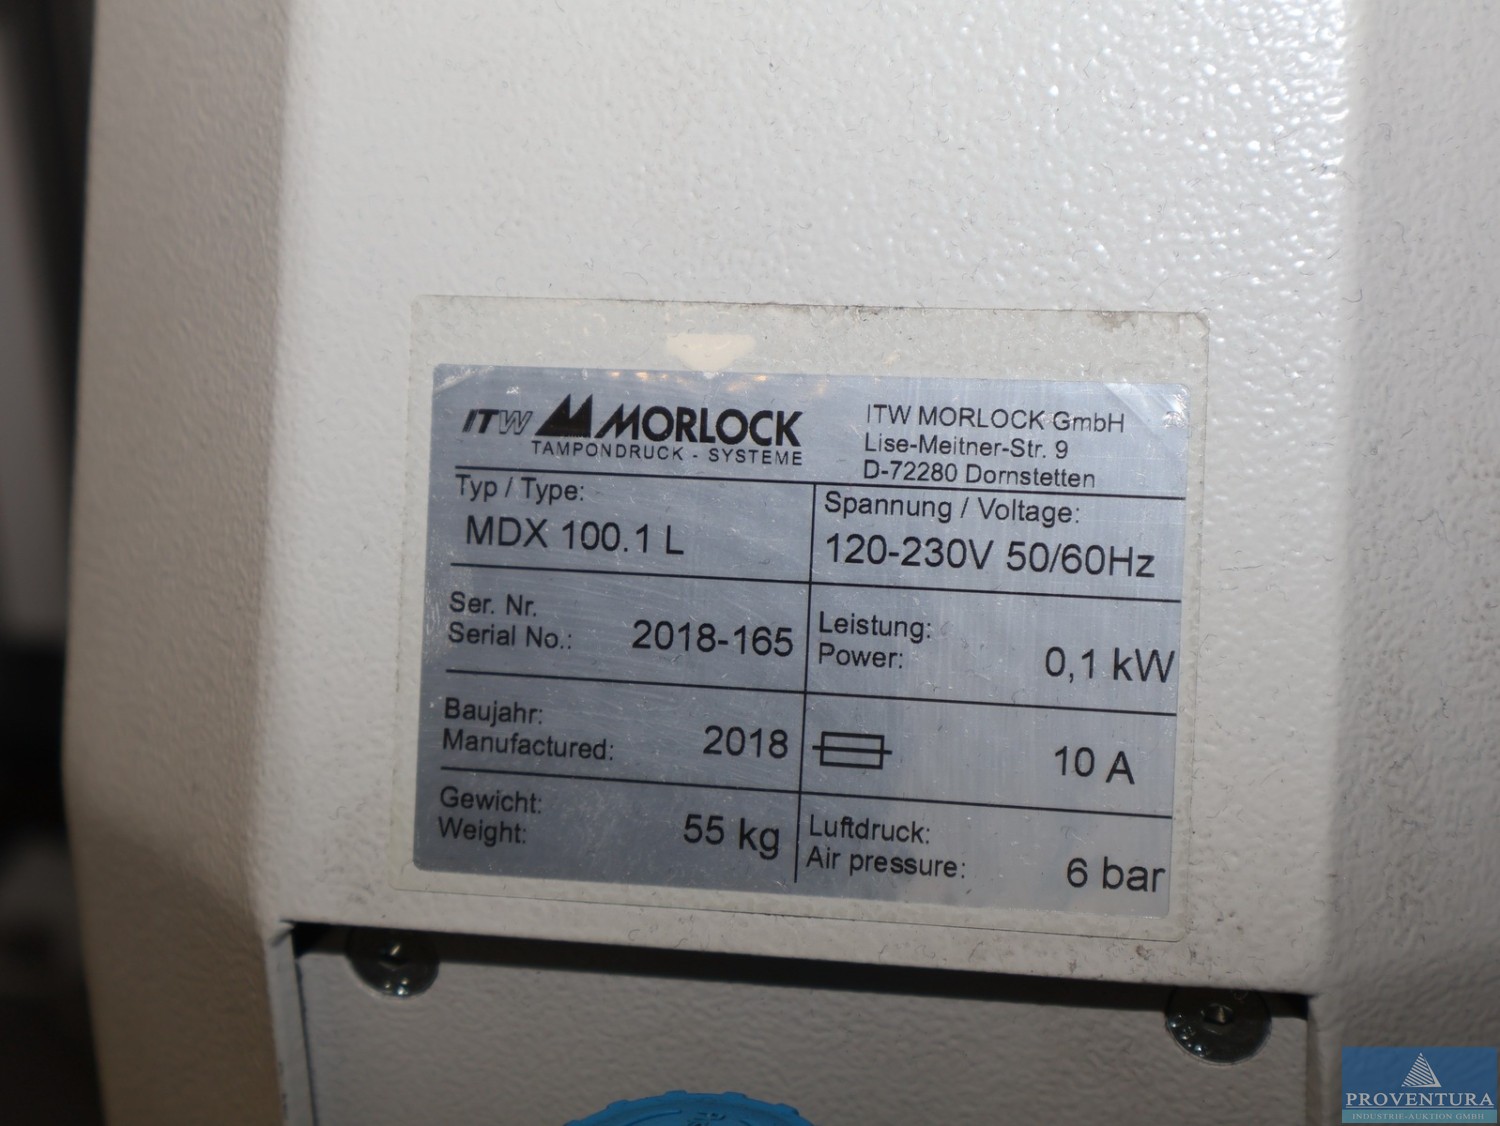 ITW MORLOCK
TAMPONDRUCK - SYSTEME
ITW MORLOCK GmbH
Lise-Meitner-Str. 9
D-72280 Dornstetten
Typ / Type:
MDX 100.1 L
Spannung / Voltage:
120-230V 50/60Hz
Ser. Nr.
Serial No.: 2018-165
Leistung:
Power: 0,1 kW
Baujahr:
Manufactured: 2018
10 A
Gewicht:
Weight: 55 kg
Luftdruck:
Air pressure: 6 bar
PROVENTURA
INDUSTRIE-AUKTION GMBH